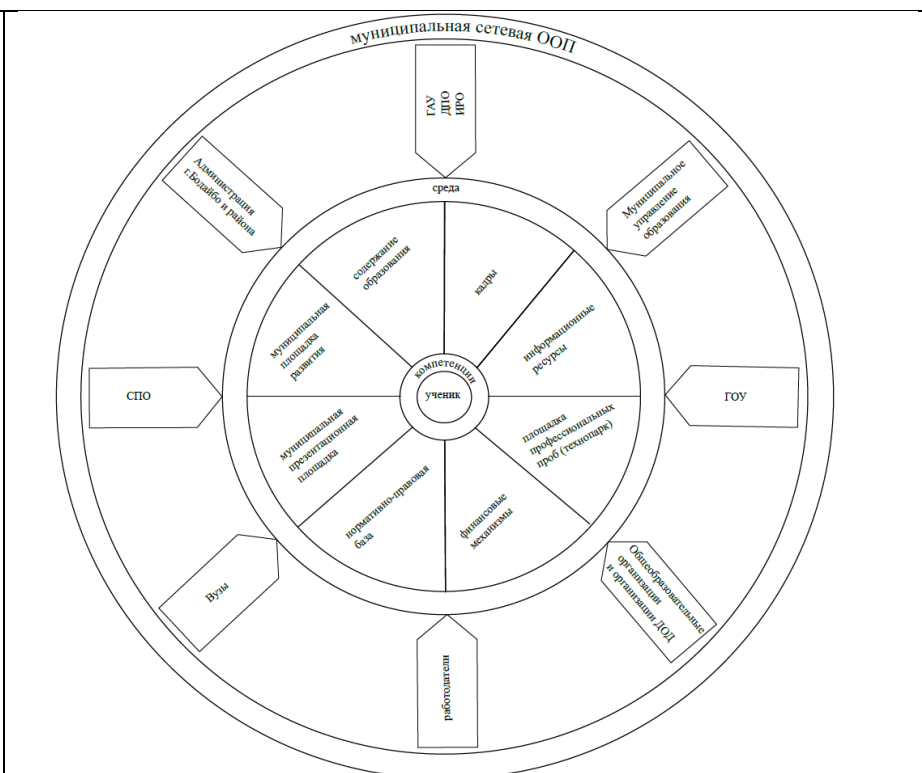 муниципальная сетевая ООП
ГАУ
ДПО
ИРО
Администрация
г.Бодайбо и района
Муниципальное
управление
образования
среда
содержание
образования
кадры
муниципальная
площадка
развития
информационные
ресурсы
компетенции
ученик
СПО
ГОУ
муниципальная
презентационная
площадка
площадка
профессиональных
проб (технопарк)
нормативно-правовая
база
финансовые
механизмы
Вузы
Общеобразовательные
организации
и организации ДОД
работодатели